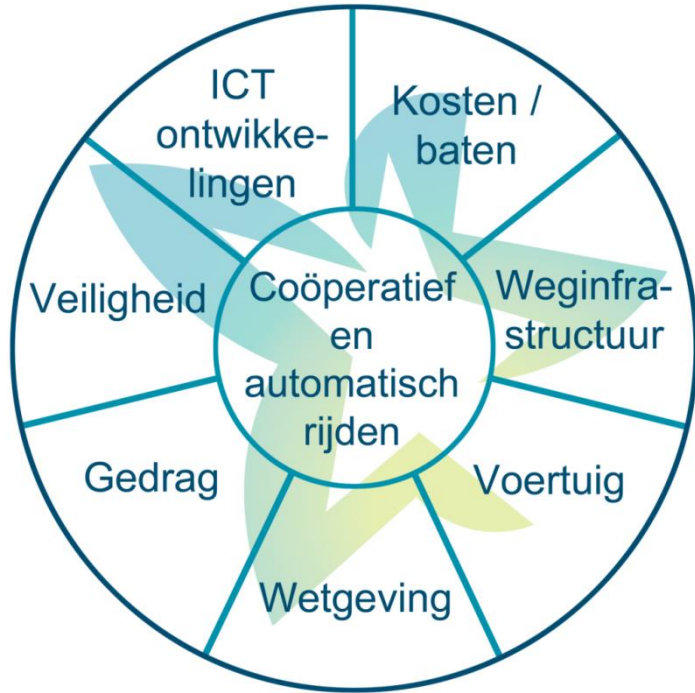 ICT
ontwikke-
lingen
Kosten /
baten
Weginfra-
structuur
Voertuig
Wetgeving
Gedrag
Veiligheid
Coöperatief
en
automatisch
rijden